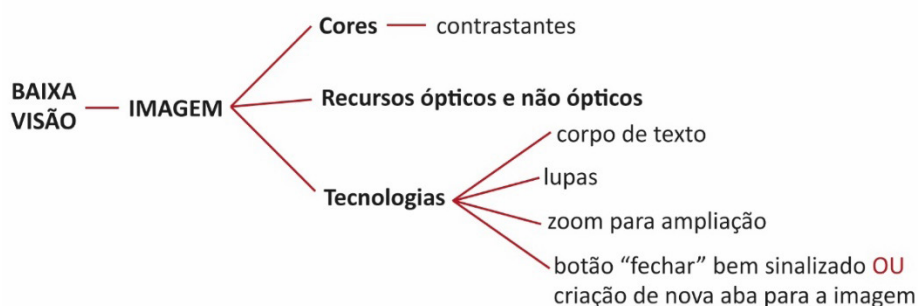 Cores
contrastantes
BAIXA
VISÃO
IMAGEM
Recursos ópticos e não ópticos
Tecnologias
corpo de texto
lupas
zoom para ampliação
botão “fechar” bem sinalizado OU
criação de nova aba para a imagem